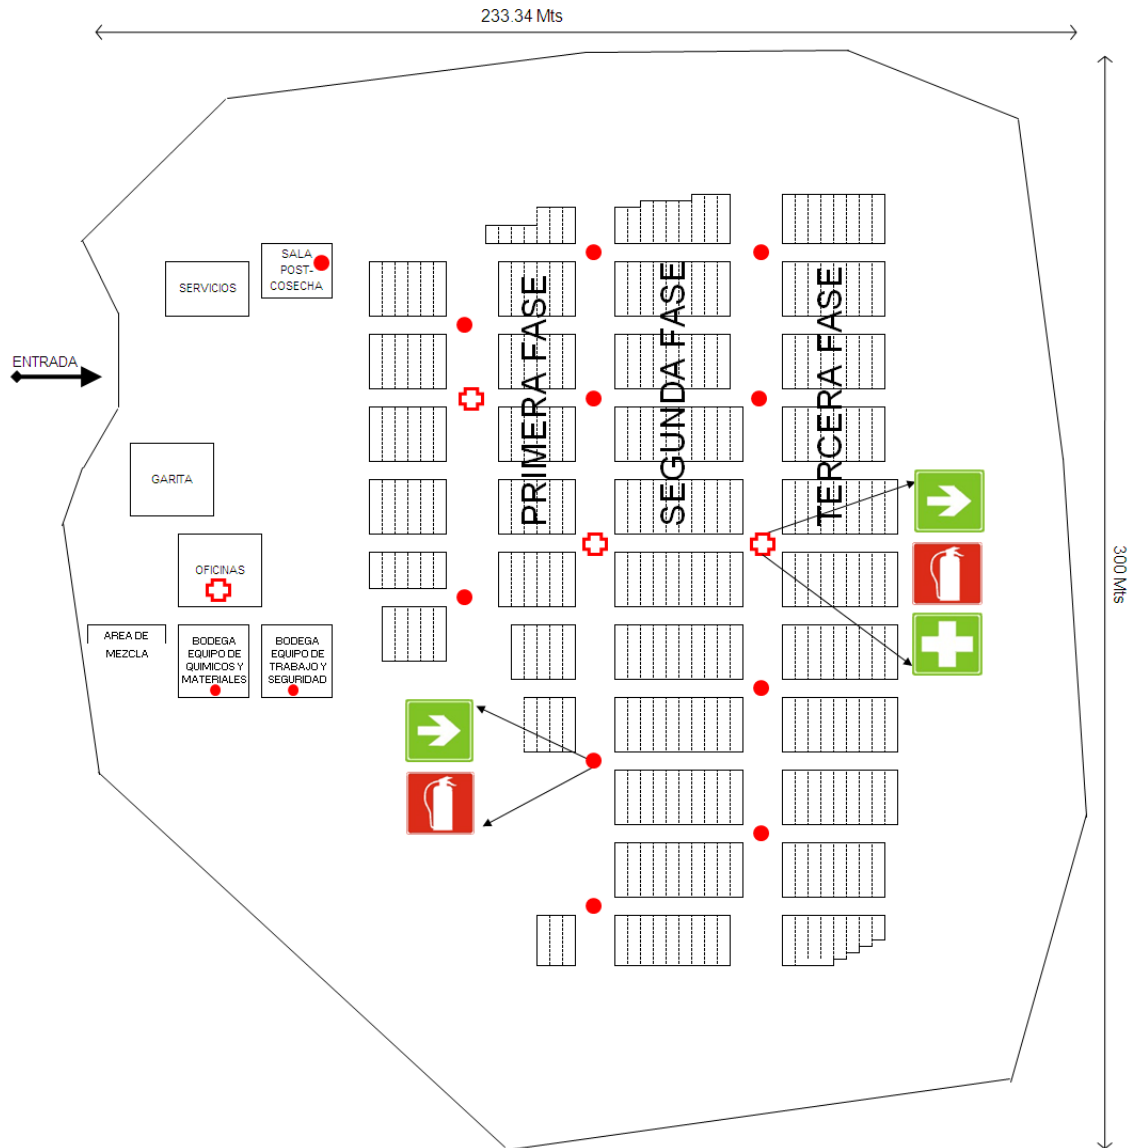 233.34 Mts
300 Mts
SALA
POST-
COSECHA
SERVICIOS
ENTRADA
PRIMERA FASE
SEGUNDA FASE
TERCERA FASE
GARITA
OFICINAS
AREA DE
MEZCLA
BODEGA
EQUIPO DE
QUIMICOS Y
MATERIALES
BODEGA
EQUIPO DE
TRABAJO Y
SEGURIDAD